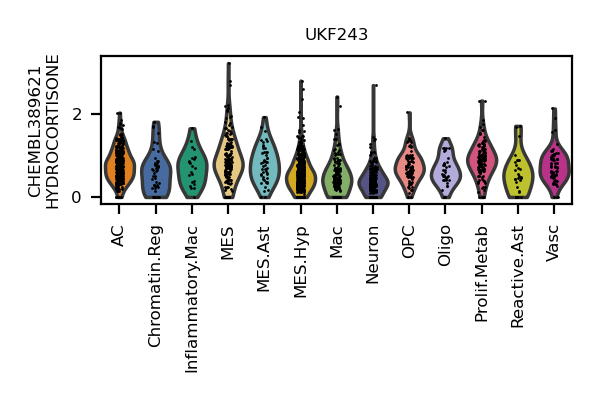 UKF243
CHEMBL389621
HYDROCORTISONE
2
0
AC
Chromatin.Reg
Inflammatory.Mac
MES
MES.Ast
MES.Hyp
Mac
Neuron
OPC
Oligo
Prolif.Metab
Reactive.Ast
Vasc